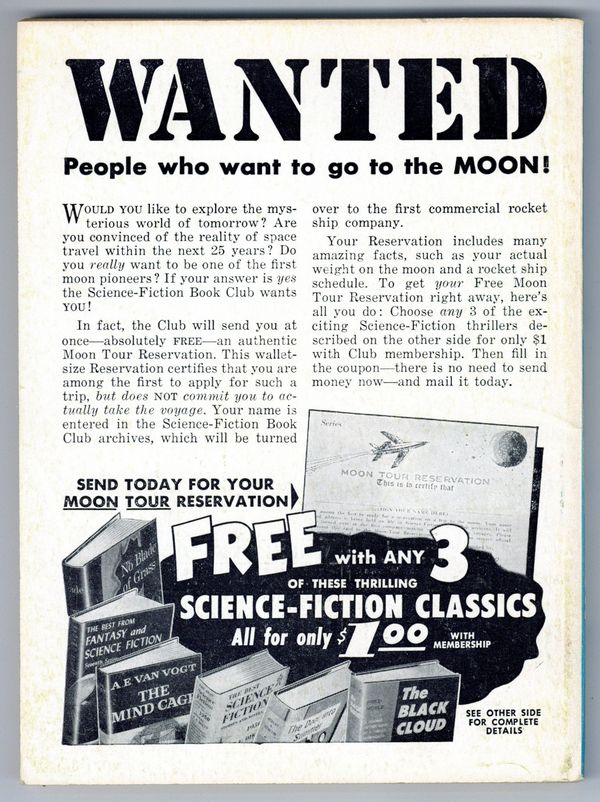 WANTED
People who want to go to the MOON!
WOULD YOU like to explore the mys-
terious world of tomorrow? Are
you convinced of the reality of space
travel within the next 25 years? Do
you really want to be one of the first
moon pioneers? If your answer is yes
the Science-Fiction Book Club wants
YOU!
In fact, the Club will send you at
once—absolutely FREE—an authentic
Moon Tour Reservation. This wallet-
size Reservation certifies that you are
among the first to apply for such a
trip, but does NOT commit you to ac-
tually take the voyage. Your name is
entered in the Science-Fiction Book
Club archives, which will be turned
over to the first commercial rocket
ship company.
Your Reservation includes many
amazing facts, such as your actual
weight on the moon and a rocket ship
schedule. To get your Free Moon
Tour Reservation right away, here's
all you do: Choose any 3 of the ex-
citing Science-Fiction thrillers de-
scribed on the other side for only $1
with Club membership. Then fill in
the coupon—there is no need to send
money now—and mail it today.
Series
MOON TOUR RESERVATION
This is to certify that
SEND TODAY FOR YOUR
MOON TOUR RESERVATION
FREE with ANY 3
OF THESE THRILLING
SCIENCE-FICTION CLASSICS
All for only $1.00 WITH
MEMBERSHIP
No Blade
of Grass
THE BEST FROM
FANTASY and
SCIENCE FICTION
A.E. VAN VOGT
THE
MIND CAGE
THE BEST
SCIENCE
FICTION
The Door Into
Summer
The
BLACK
CLOUD
SEE OTHER SIDE
FOR COMPLETE
DETAILS